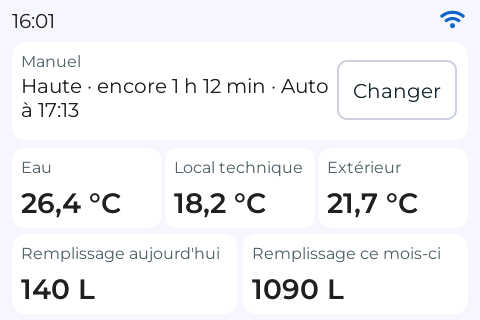 16:01
Manuel
Haute · encore 1 h 12 min · Auto
à 17:13
Changer
Eau
Local technique
Extérieur
26,4 °C
18,2 °C
21,7 °C
Remplissage aujourd'hui
Remplissage ce mois-ci
140 L
1090 L